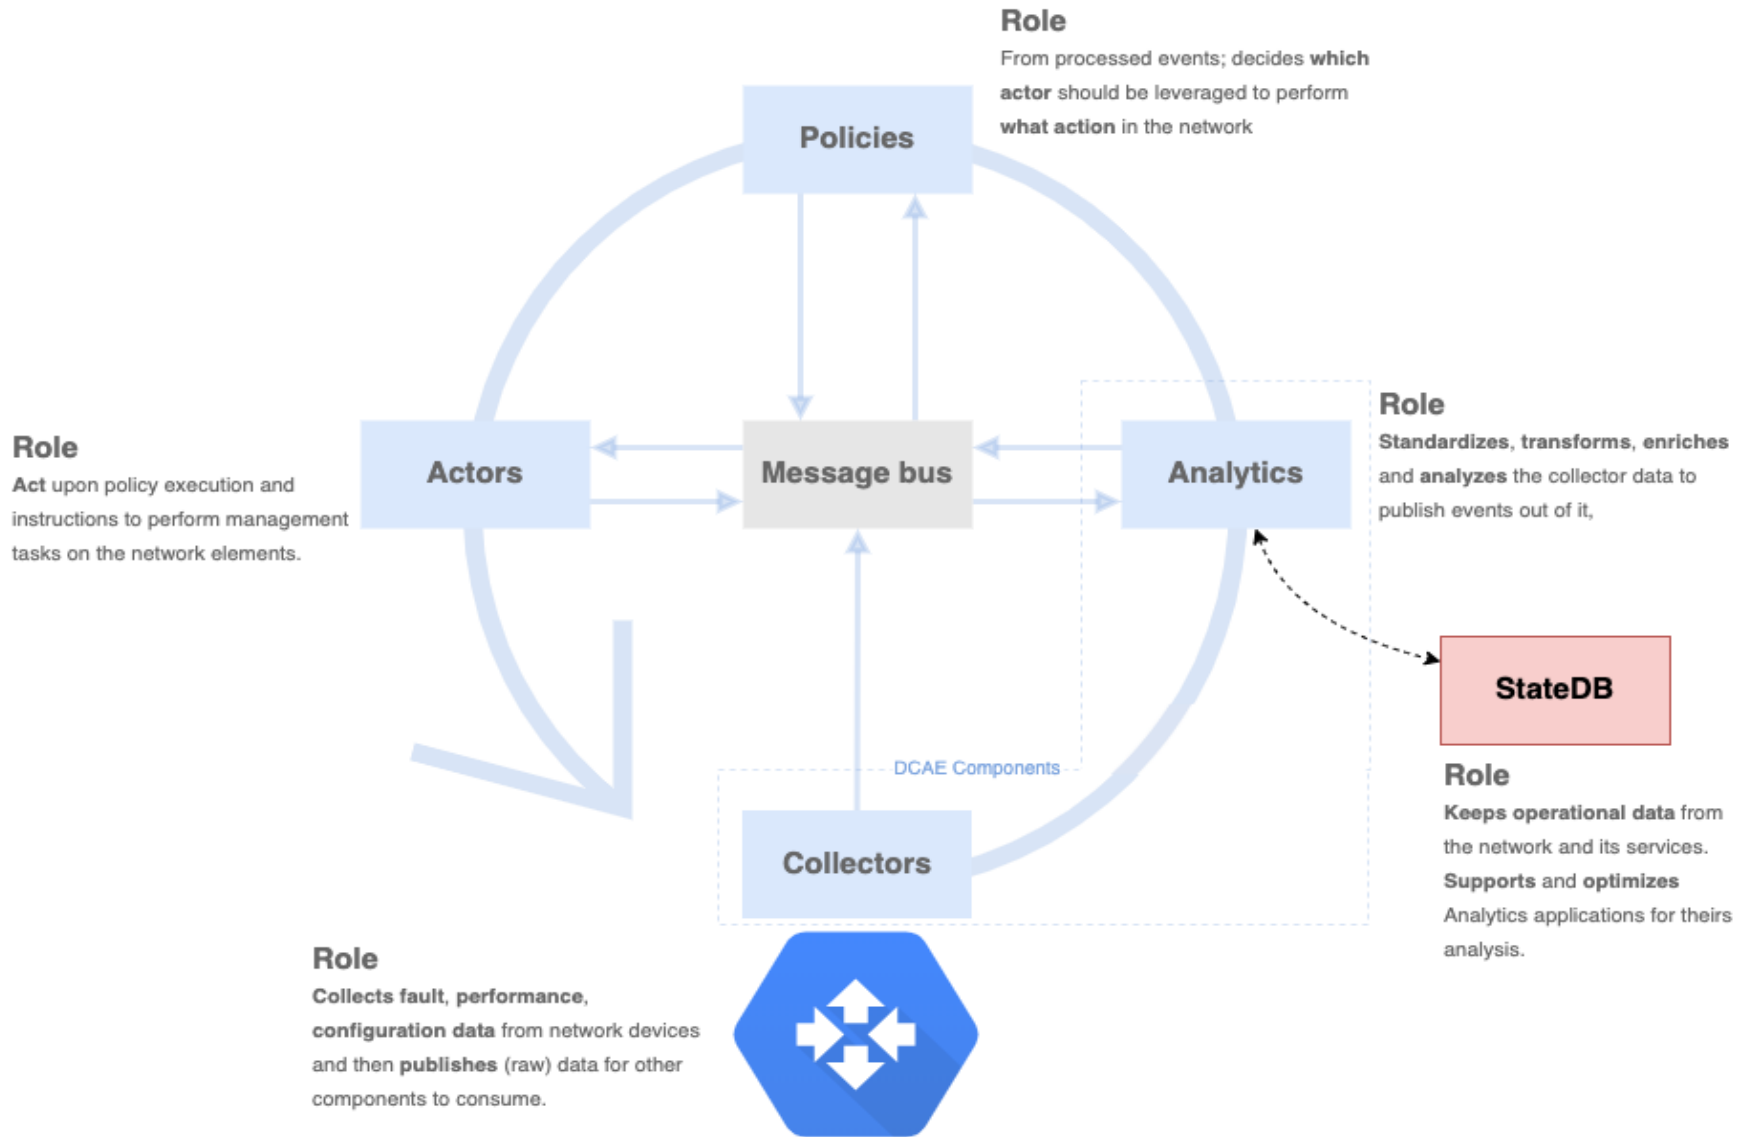 Role
From processed events; decides which
actor should be leveraged to perform
what action in the network
Policies
Role
Act upon policy execution and
instructions to perform management
tasks on the network elements.
Actors
Message bus
Analytics
Role
Standardizes, transforms, enriches
and analyzes the collector data to
publish events out of it,
StateDB
Role
Keeps operational data from
the network and its services.
Supports and optimizes
Analytics applications for theirs
analysis.
DCAE Components
Collectors
Role
Collects fault, performance,
configuration data from network devices
and then publishes (raw) data for other
components to consume.